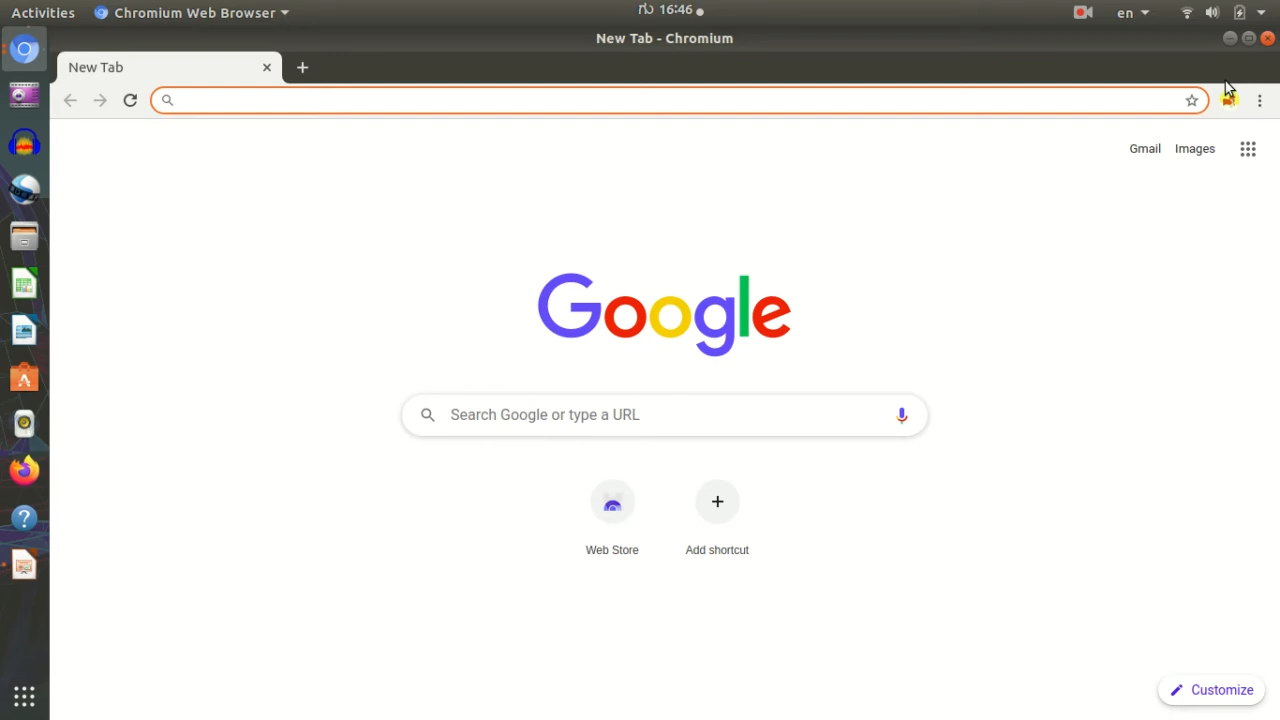 Activities
Chromium Web Browser
16:46
en
New Tab - Chromium
New Tab
Gmail
Images
Google
Search Google or type a URL
Web Store
Add shortcut
Customize